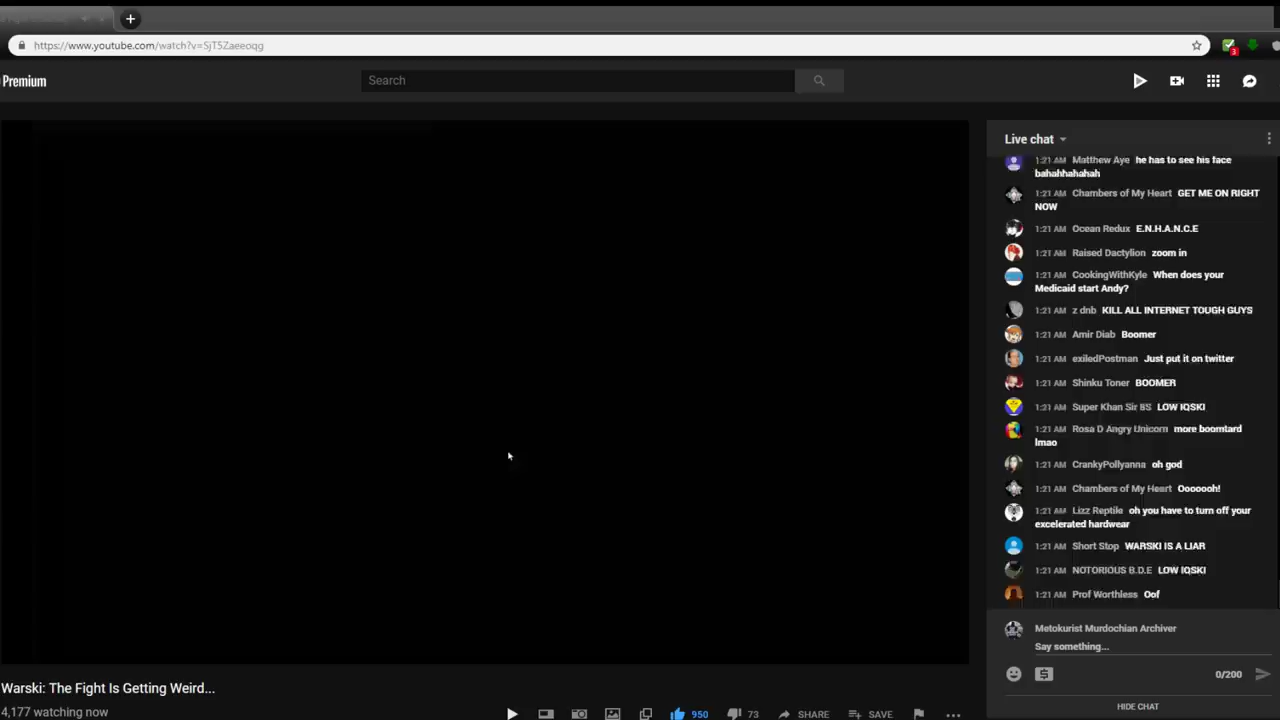 https://www.youtube.com/watch?v=SjT5Zaeeoqg
3
Premium
Search
Live chat
1:21 AM Matthew Aye he has to see his face
bahahhahahah
1:21 AM Chambers of My Heart GET ME ON RIGHT
NOW
1:21 AM Ocean Redux E.N.H.A.N.C.E
1:21 AM Raised Dactylion zoom in
1:21 AM CookingWithKyle When does your
Medicaid start Andy?
1:21 AM z dnb KILL ALL INTERNET TOUGH GUYS
1:21 AM Amir Diab Boomer
1:21 AM exiledPostman Just put it on twitter
1:21 AM Shinku Toner BOOMER
1:21 AM Super Khan Sir BS LOW IQSKI
1:21 AM Rosa D Angry Unicorn more boomtard
lmao
1:21 AM CrankyPollyanna oh god
1:21 AM Chambers of My Heart Ooooooh!
1:21 AM Lizz Reptile oh you have to turn off your
excelerated hardwear
1:21 AM Short Stop WARSKI IS A LIAR
1:21 AM NOTORIOUS B.D.E LOW IQSKI
1:21 AM Prof Worthless Oof
Metokurist Murdochian Archiver
Say something...
0/200
HIDE CHAT
Warski: The Fight Is Getting Weird...
4,177 watching now
950
73
SHARE
SAVE